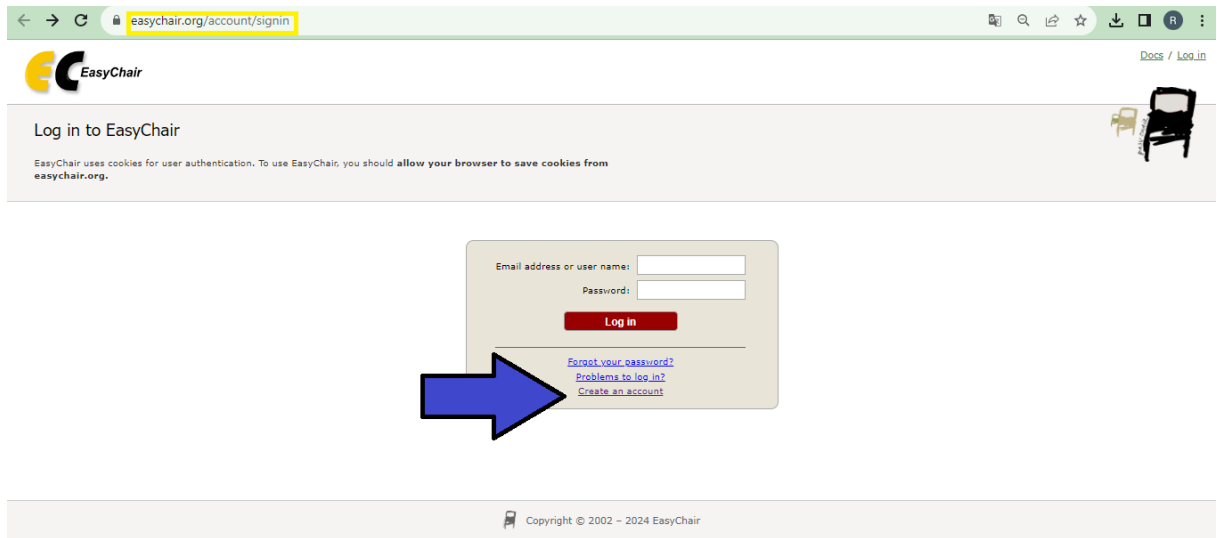 easychair.org/account/signin
R
Docs / Log in
EC EasyChair
Log in to EasyChair
EasyChair uses cookies for user authentication. To use EasyChair, you should allow your browser to save cookies from
easychair.org.
Email address or user name:
Password:
Log in
Forgot your password?
Problems to log in?
Create an account
Copyright © 2002 – 2024 EasyChair